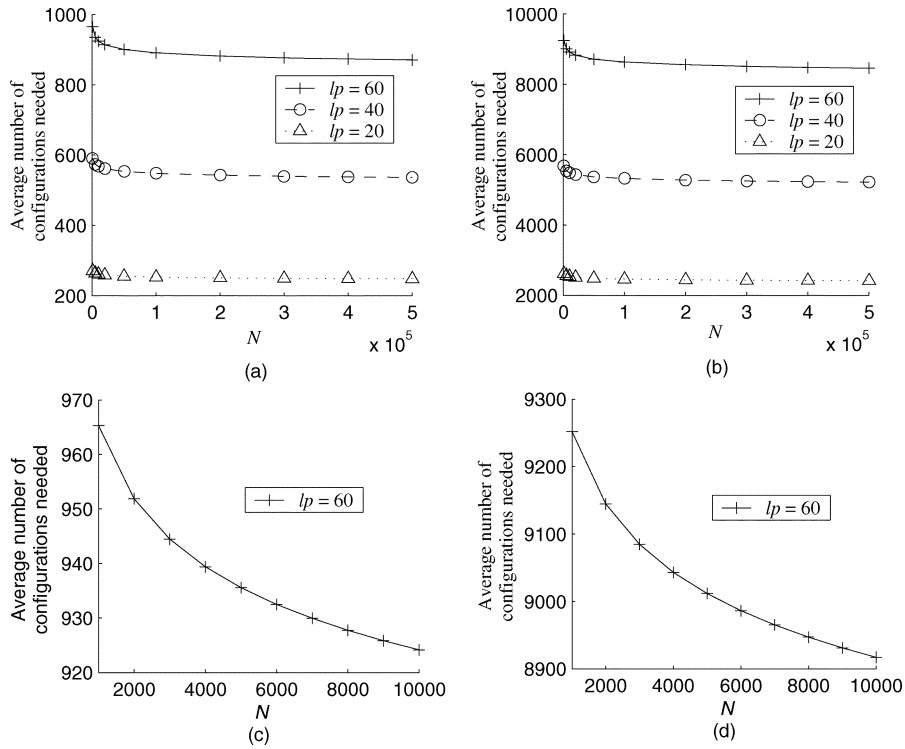 1000
800
600
400
200
Average number of
configurations needed
lp = 60
lp = 40
lp = 20
0 1 2 3 4 5
N
x 10^5
(a)
10000
8000
6000
4000
2000
Average number of
configurations needed
lp = 60
lp = 40
lp = 20
0 1 2 3 4 5
N
x 10^5
(b)
970
960
950
940
930
920
Average number of
configurations needed
lp = 60
2000 4000 6000 8000 10000
N
(c)
9300
9200
9100
9000
8900
Average number of
configurations needed
lp = 60
2000 4000 6000 8000 10000
N
(d)